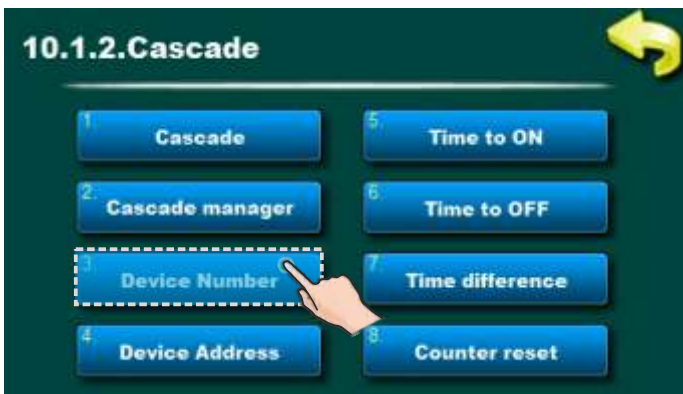 10.1.2.Cascade
1 Cascade
2. Cascade manager
3. Device Number
4 Device Address
5. Time to ON
6 Time to OFF
7. Time difference
8. Counter reset